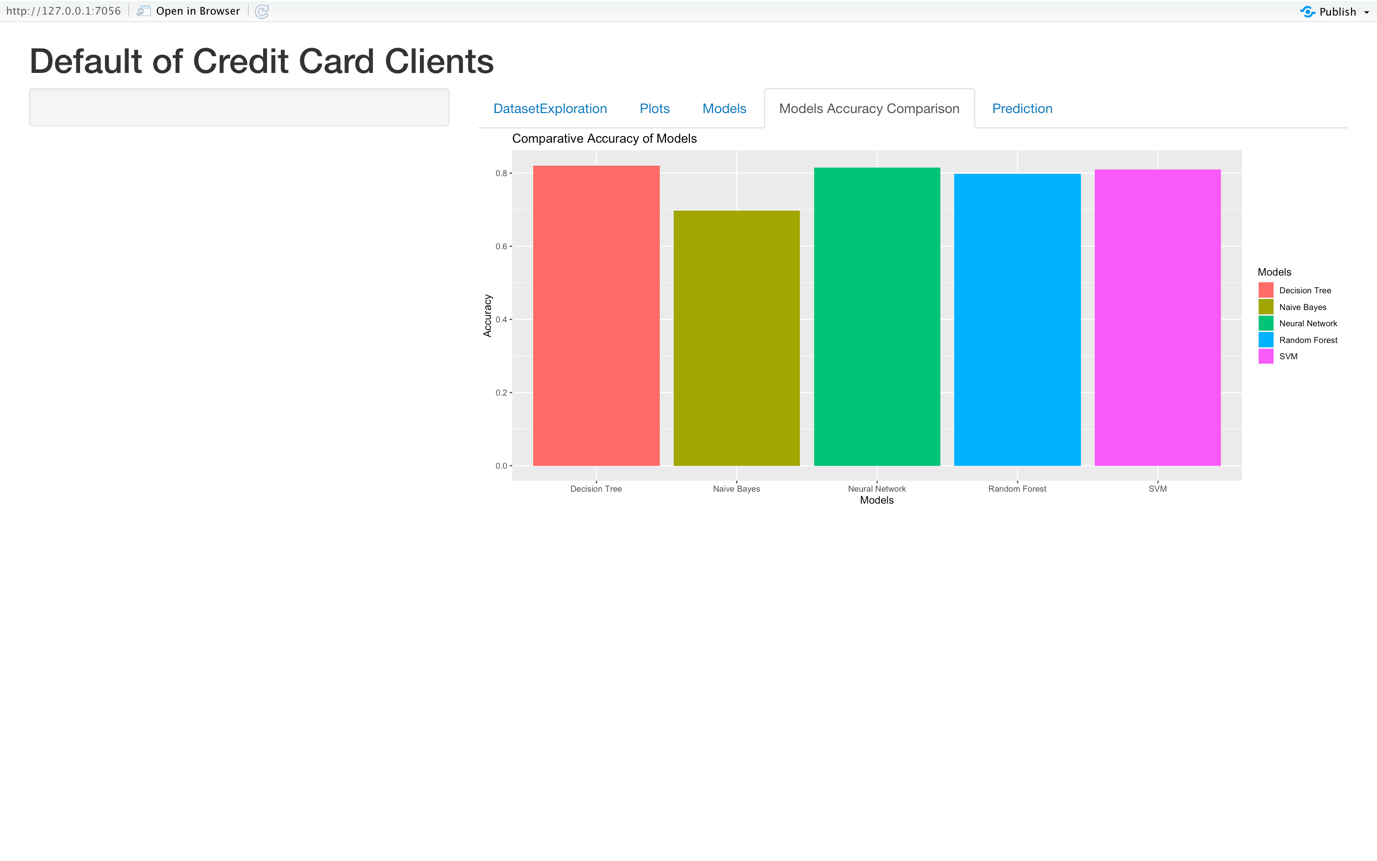 http://127.0.0.1:7056 Open in Browser Publish
Default of Credit Card Clients
DatasetExploration Plots Models Models Accuracy Comparison Prediction
Comparative Accuracy of Models
Accuracy
0.8
0.6
0.4
0.2
0.0
Decision Tree Naive Bayes Neural Network Random Forest SVM
Models
Models
Decision Tree
Naive Bayes
Neural Network
Random Forest
SVM